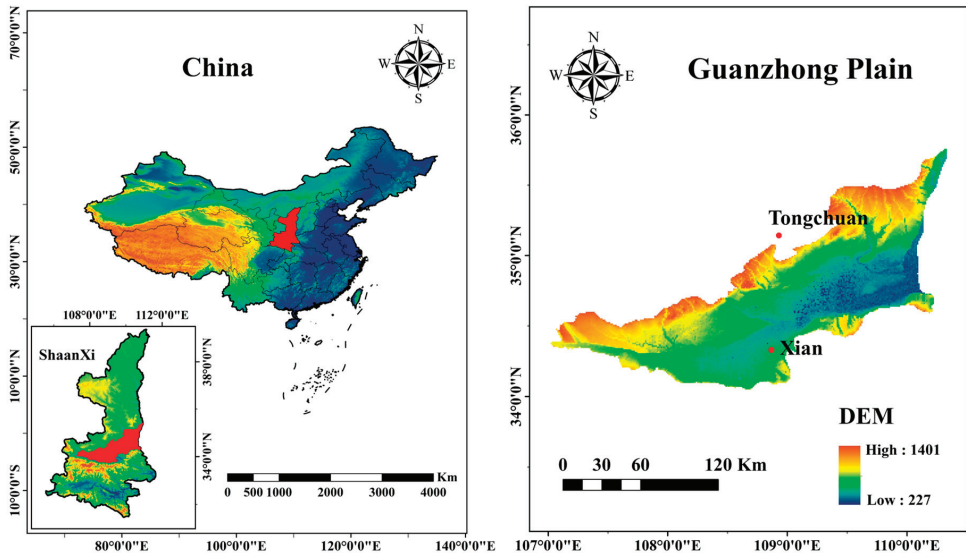 China
N
W E
S
70°0'0"N
50°0'0"N
30°0'0"N
10°0'0"N
10°0'0"S
108°0'0"E 112°0'0"E
ShaanXi
38°0'0"N
34°0'0"N
Km
0 500 1000 2000 3000 4000
80°0'0"E 100°0'0"E 120°0'0"E 140°0'0"E
Guanzhong Plain
N
W E
S
36°0'0"N
35°0'0"N
34°0'0"N
Tongchuan
Xian
DEM
High : 1401
Low : 227
0 30 60 120 Km
107°0'0"E 108°0'0"E 109°0'0"E 110°0'0"E